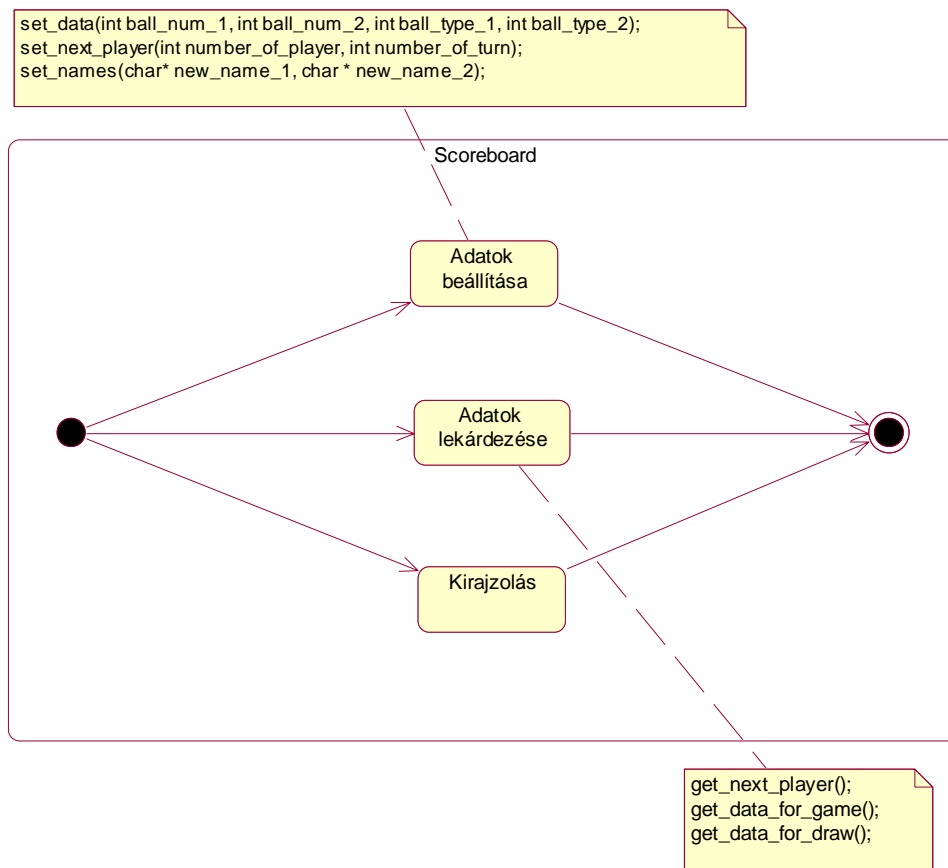 set_data(int ball_num_1, int ball_num_2, int ball_type_1, int ball_type_2);
set_next_player(int number_of_player, int number_of_turn);
set_names(char* new_name_1, char * new_name_2);
Scoreboard
Adatok
beállítása
Adatok
lekárdezése
Kirajzolás
get_next_player();
get_data_for_game();
get_data_for_draw();